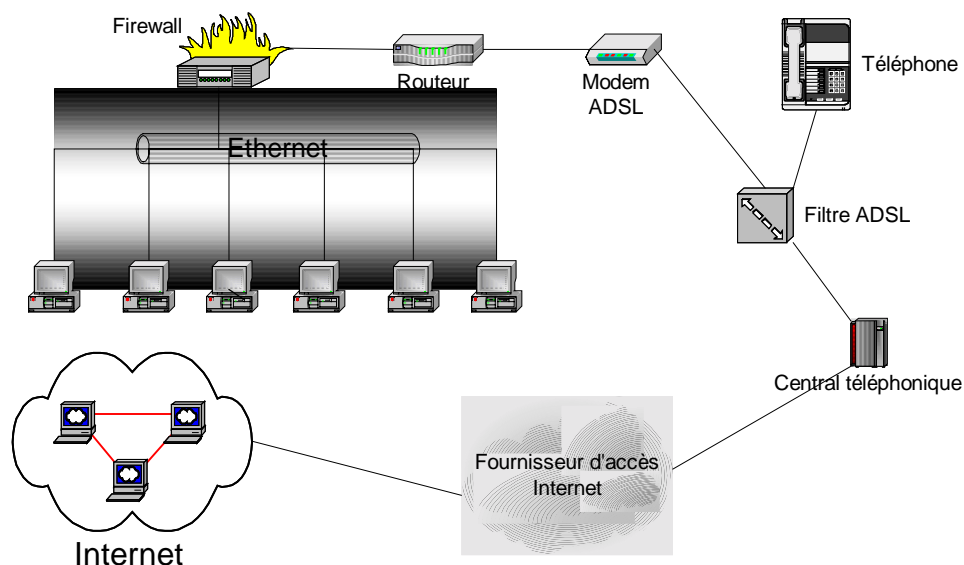 Firewall
Routeur
Modem
ADSL
Téléphone
Ethernet
Filtre ADSL
Central téléphonique
Fournisseur d'accès
Internet
Internet